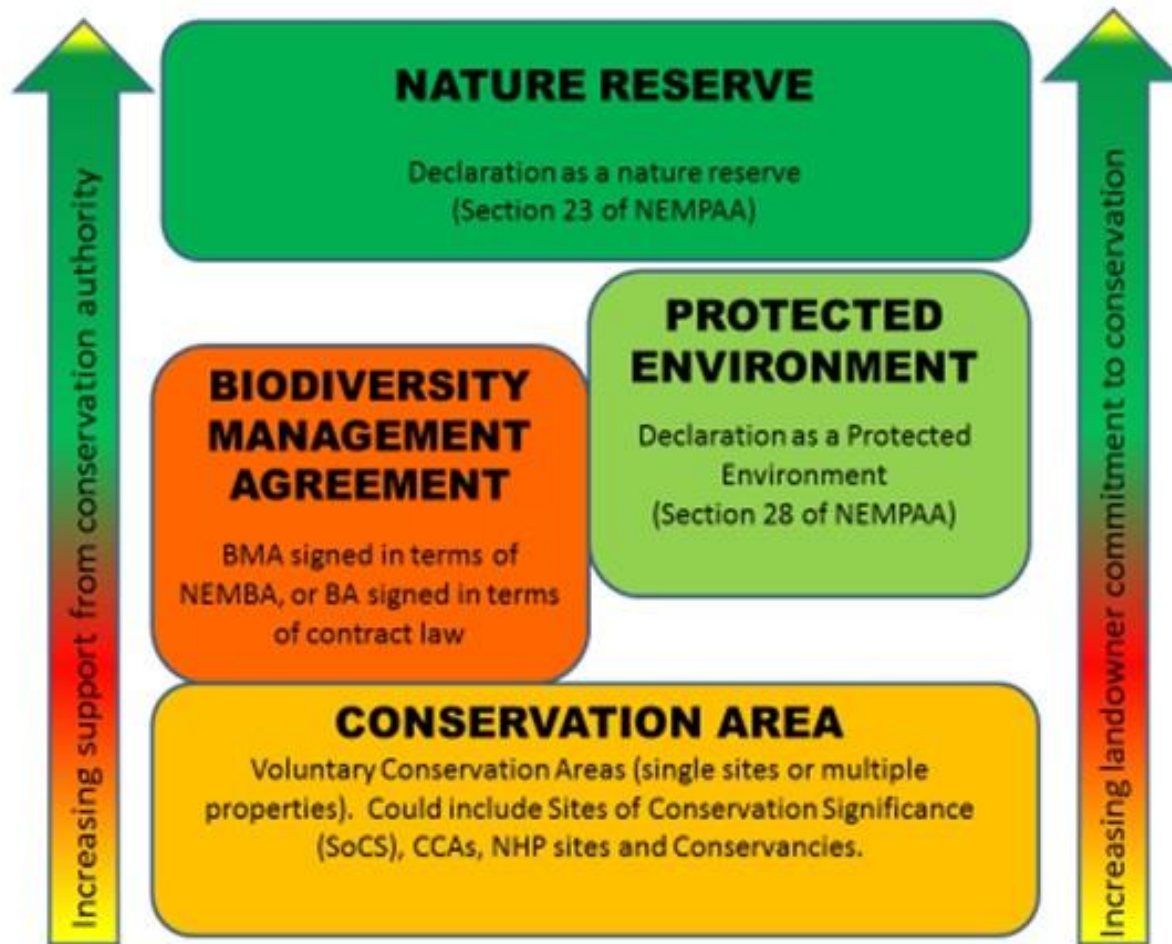 Increasing support from conservation authority
NATURE RESERVE
Declaration as a nature reserve
(Section 23 of NEMPAA)
PROTECTED
ENVIRONMENT
Declaration as a Protected
Environment
(Section 28 of NEMPAA)
BIODIVERSITY
MANAGEMENT
AGREEMENT
BMA signed in terms of
NEMBA, or BA signed in terms
of contract law
CONSERVATION AREA
Voluntary Conservation Areas (single sites or multiple
properties). Could include Sites of Conservation Significance
(SoCS), CCAs, NHP sites and Conservancies.
Increasing landowner commitment to conservation